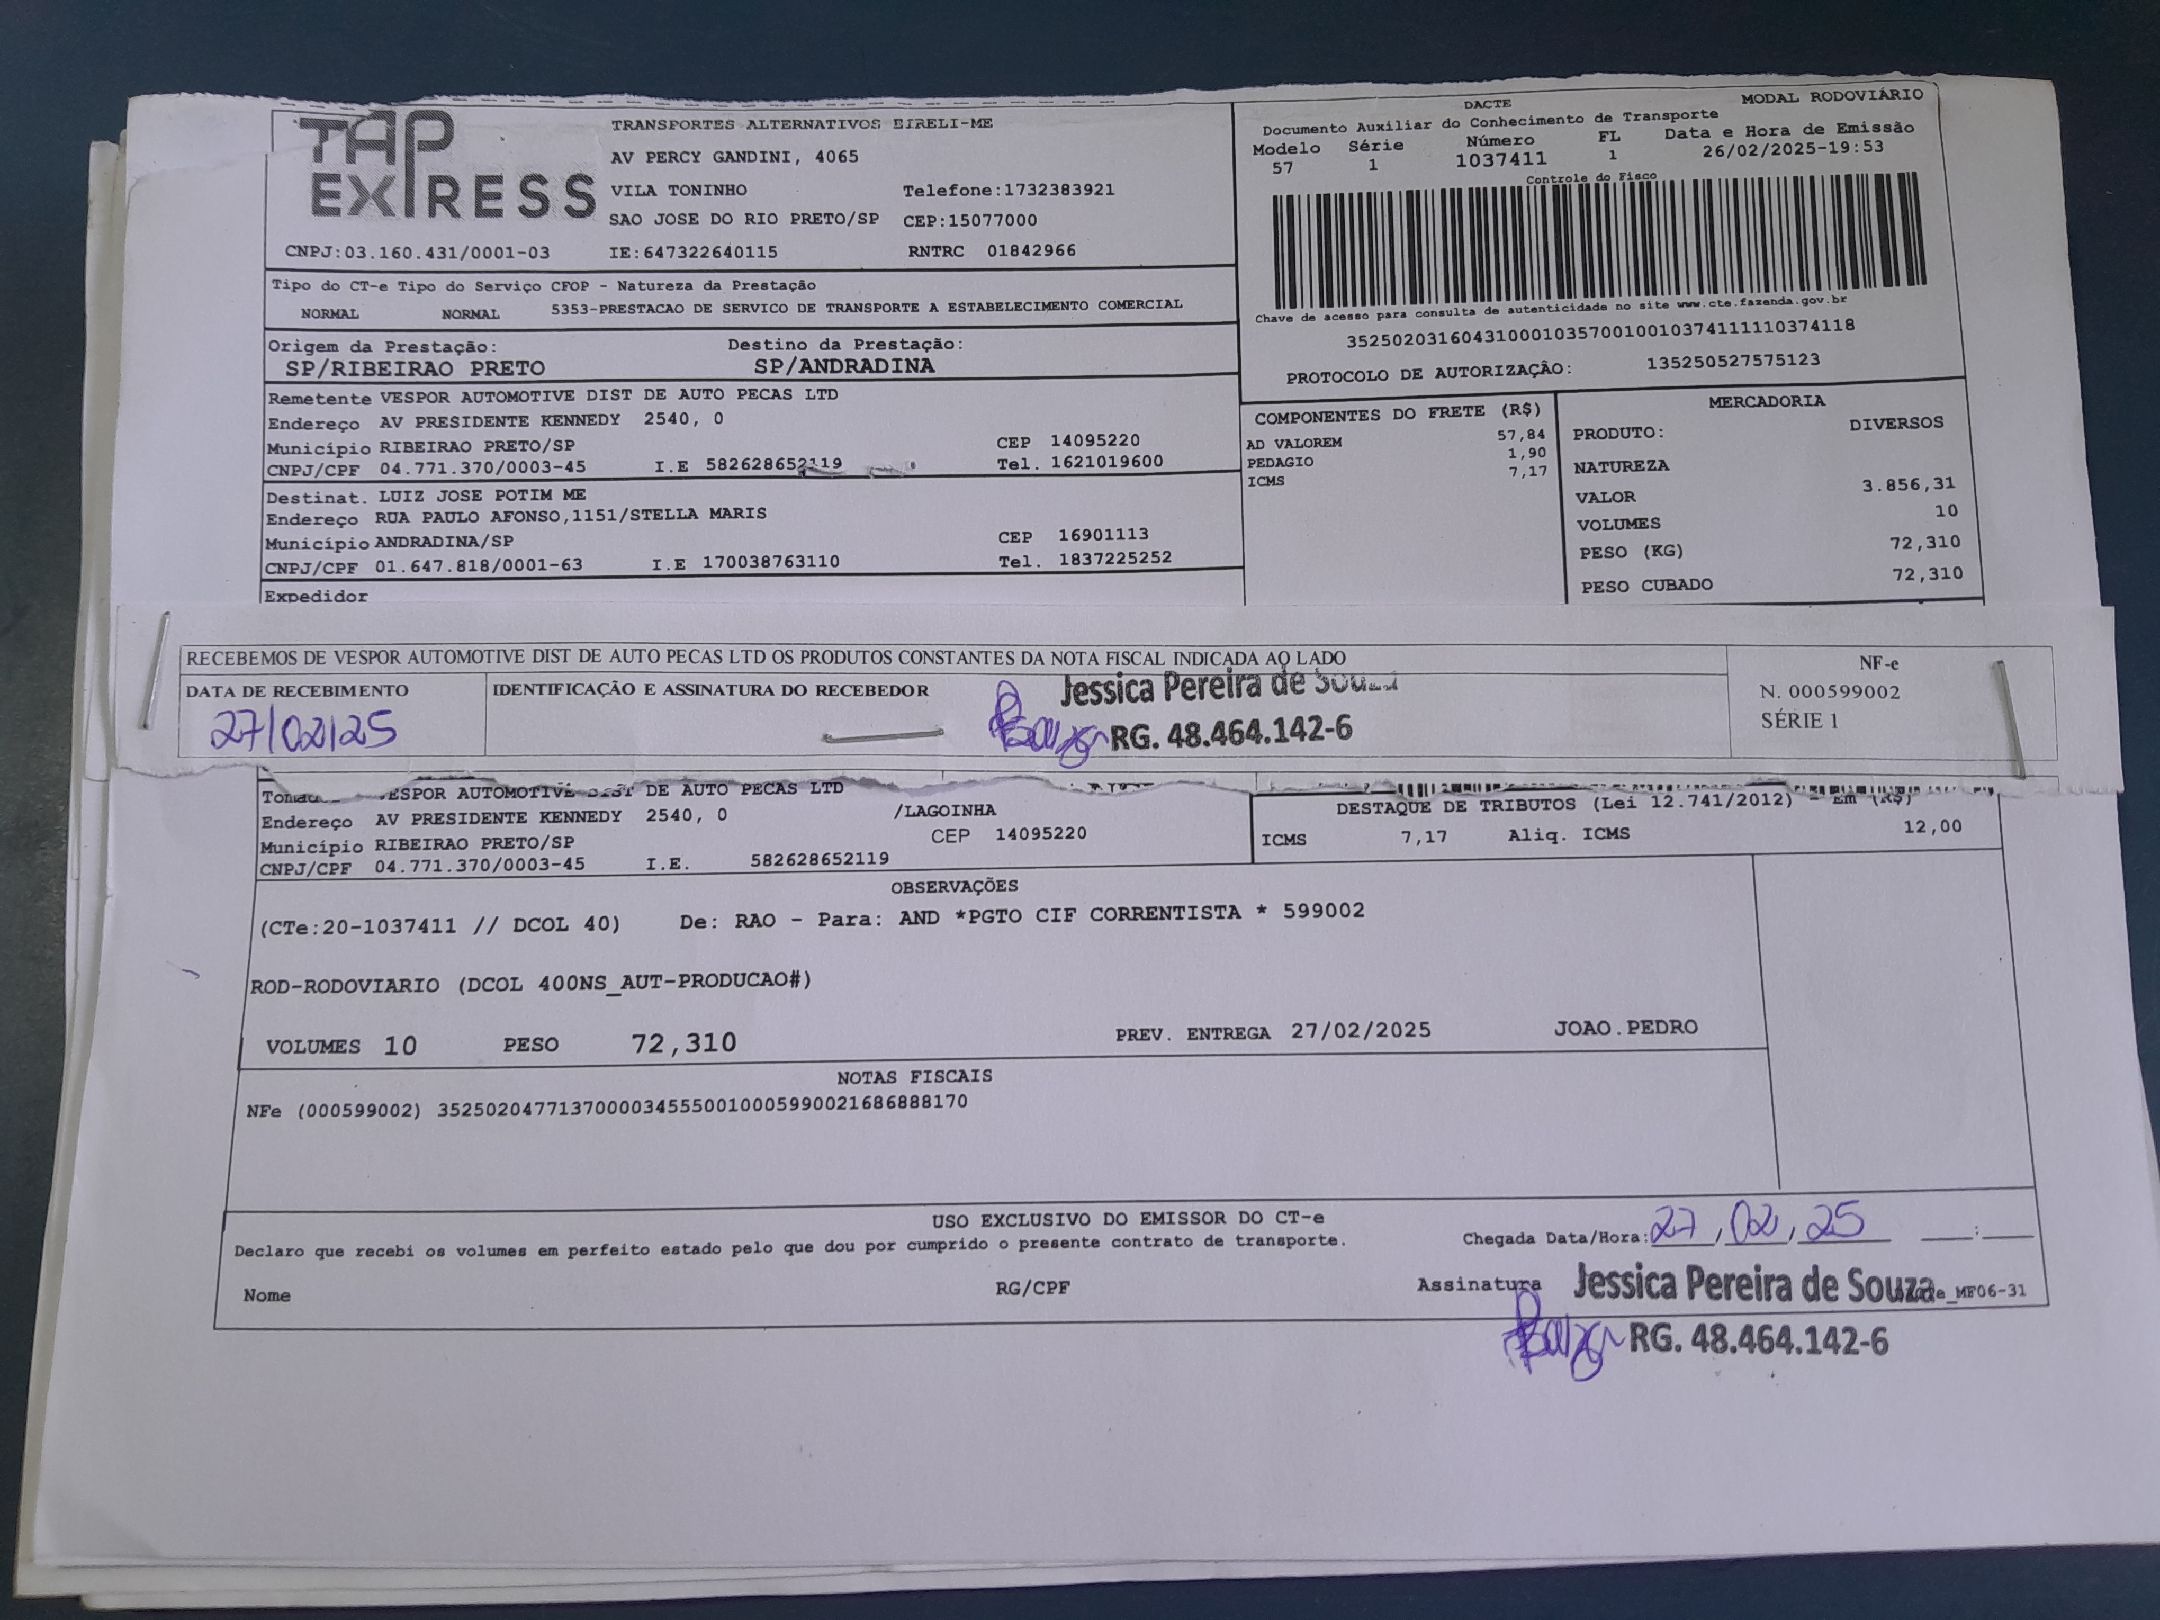 TAP EXPRESS
TRANSPORTES ALTERNATIVOS EIRELI-ME
AV PERCY GANDINI, 4065
VILA TONINHO Telefone:1732383921
SAO JOSE DO RIO PRETO/SP CEP:15077000
CNPJ:03.160.431/0001-03 IE:647322640115 RNTRC 01842966
DACTE MODAL RODOVIÁRIO
Documento Auxiliar do Conhecimento de Transporte
Modelo Série Número FL Data e Hora de Emissão
57 1 1037411 1 26/02/2025-19:53
Controle do Fisco
Chave de acesso para consulta de autenticidade no site www.cte.fazenda.gov.br
35250203160431000103570010010374111110374118
PROTOCOLO DE AUTORIZAÇÃO: 135250527575123
Tipo do CT-e Tipo do Serviço CFOP - Natureza da Prestação
NORMAL NORMAL 5353-PRESTACAO DE SERVICO DE TRANSPORTE A ESTABELECIMENTO COMERCIAL
Origem da Prestação: Destino da Prestação:
SP/RIBEIRAO PRETO SP/ANDRADINA
Remetente VESPOR AUTOMOTIVE DIST DE AUTO PECAS LTD
Endereço AV PRESIDENTE KENNEDY 2540, 0
Município RIBEIRAO PRETO/SP CEP 14095220
CNPJ/CPF 04.771.370/0003-45 I.E 582628652119 Tel. 1621019600
Destinat. LUIZ JOSE POTIM ME
Endereço RUA PAULO AFONSO,1151/STELLA MARIS
Município ANDRADINA/SP CEP 16901113
CNPJ/CPF 01.647.818/0001-63 I.E 170038763110 Tel. 1837225252
Expedidor
COMPONENTES DO FRETE (R$)
AD VALOREM 57,84
PEDAGIO 1,90
ICMS 7,17
MERCADORIA
PRODUTO: DIVERSOS
NATUREZA
VALOR 3.856,31
VOLUMES 10
PESO (KG) 72,310
PESO CUBADO 72,310
RECEBEMOS DE VESPOR AUTOMOTIVE DIST DE AUTO PECAS LTD OS PRODUTOS CONSTANTES DA NOTA FISCAL INDICADA AO LADO
DATA DE RECEBIMENTO IDENTIFICAÇÃO E ASSINATURA DO RECEBEDOR
27/02/25
Jessica Pereira de Souza
RG. 48.464.142-6
NF-e
N. 000599002
SÉRIE 1
VESPOR AUTOMOTIVE DIST DE AUTO PECAS LTD
Endereço AV PRESIDENTE KENNEDY 2540, 0 /LAGOINHA
Município RIBEIRAO PRETO/SP CEP 14095220
CNPJ/CPF 04.771.370/0003-45 I.E. 582628652119
DESTAQUE DE TRIBUTOS (Lei 12.741/2012) - Em (R$)
ICMS 7,17 Aliq. ICMS 12,00
OBSERVAÇÕES
(CTe:20-1037411 // DCOL 40) De: RAO - Para: AND *PGTO CIF CORRENTISTA * 599002
ROD-RODOVIARIO (DCOL 400NS_AUT-PRODUCAO#)
VOLUMES 10 PESO 72,310 PREV. ENTREGA 27/02/2025 JOAO.PEDRO
NOTAS FISCAIS
NFe (000599002) 35250204771370000345550010005990021686888170
USO EXCLUSIVO DO EMISSOR DO CT-e
Declaro que recebi os volumes em perfeito estado pelo que dou por cumprido o presente contrato de transporte.
Chegada Data/Hora: 27, 02, 25 :
Nome RG/CPF Assinatura
Jessica Pereira de Souza
RG. 48.464.142-6